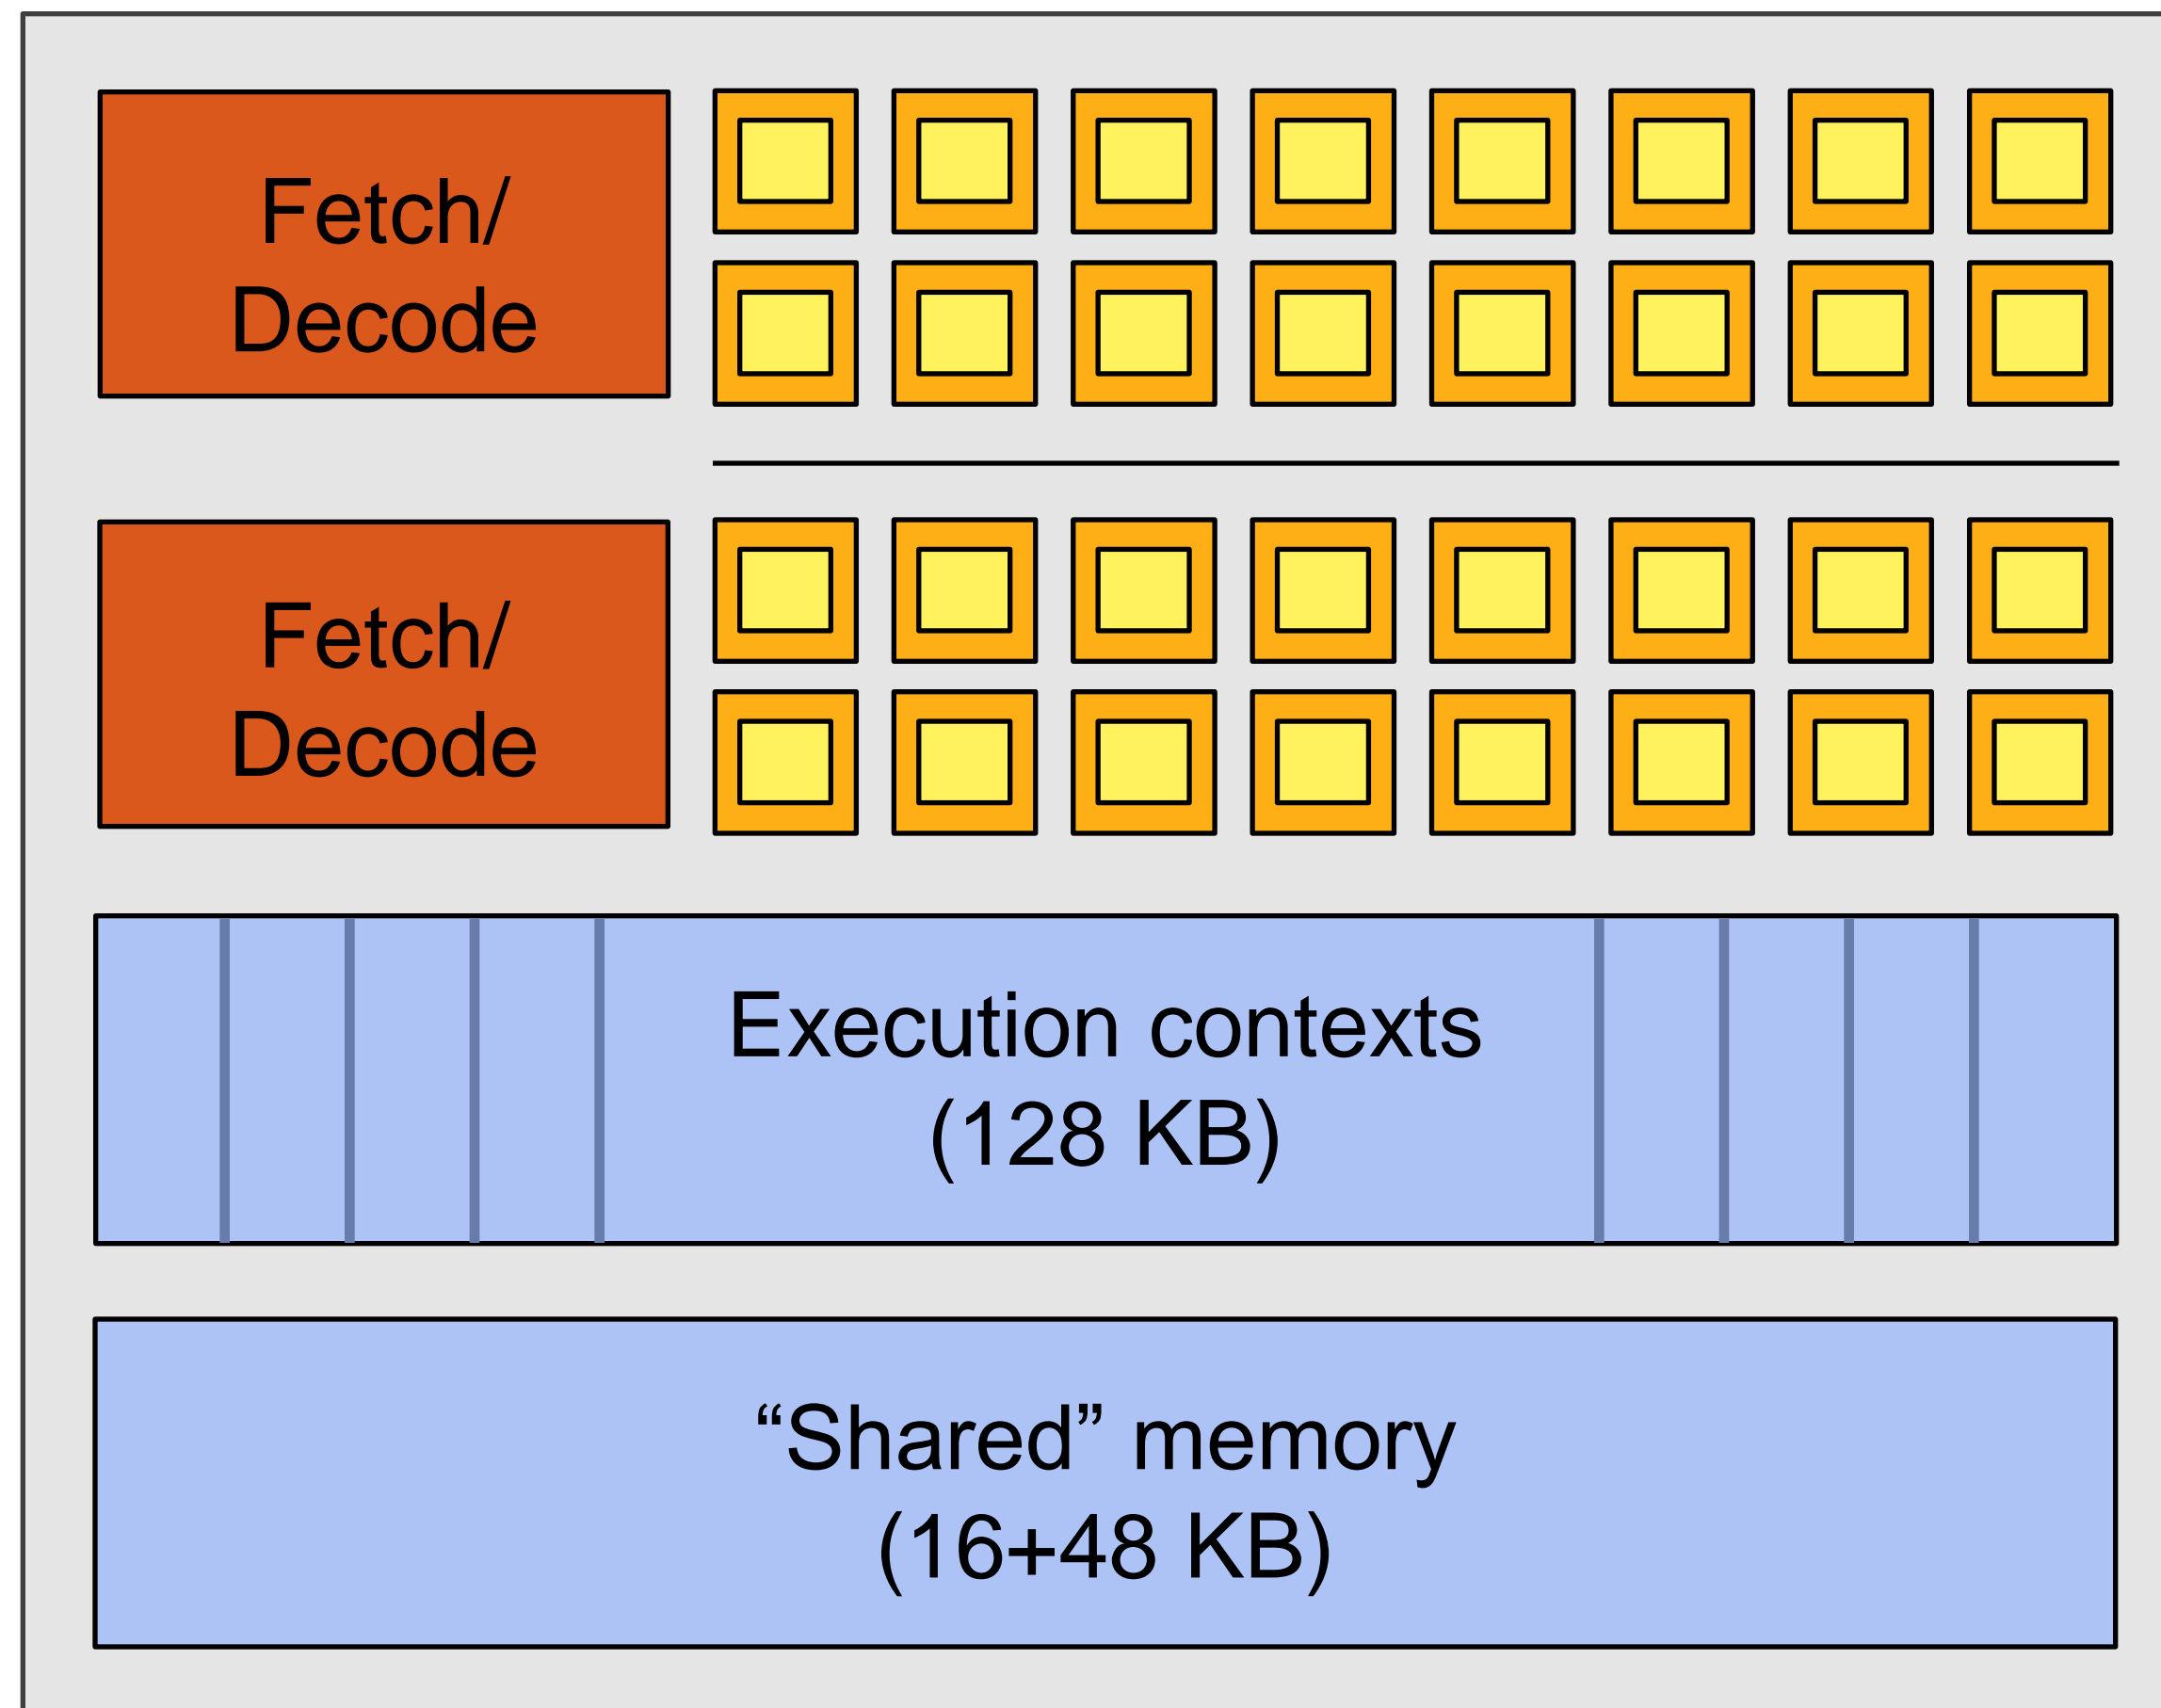 Fetch/
Decode
Fetch/
Decode
Execution contexts
(128 KB)
“Shared” memory
(16+48 KB)